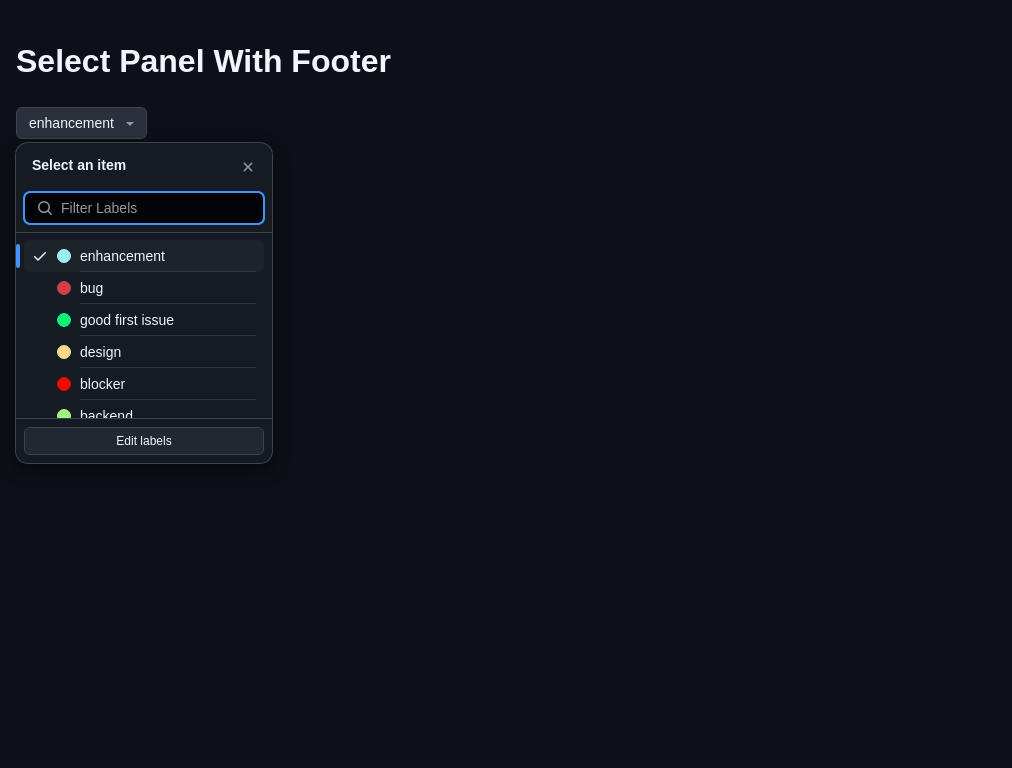 Select Panel With Footer
enhancement
Select an item
Filter Labels
enhancement
bug
good first issue
design
blocker
backend
Edit labels